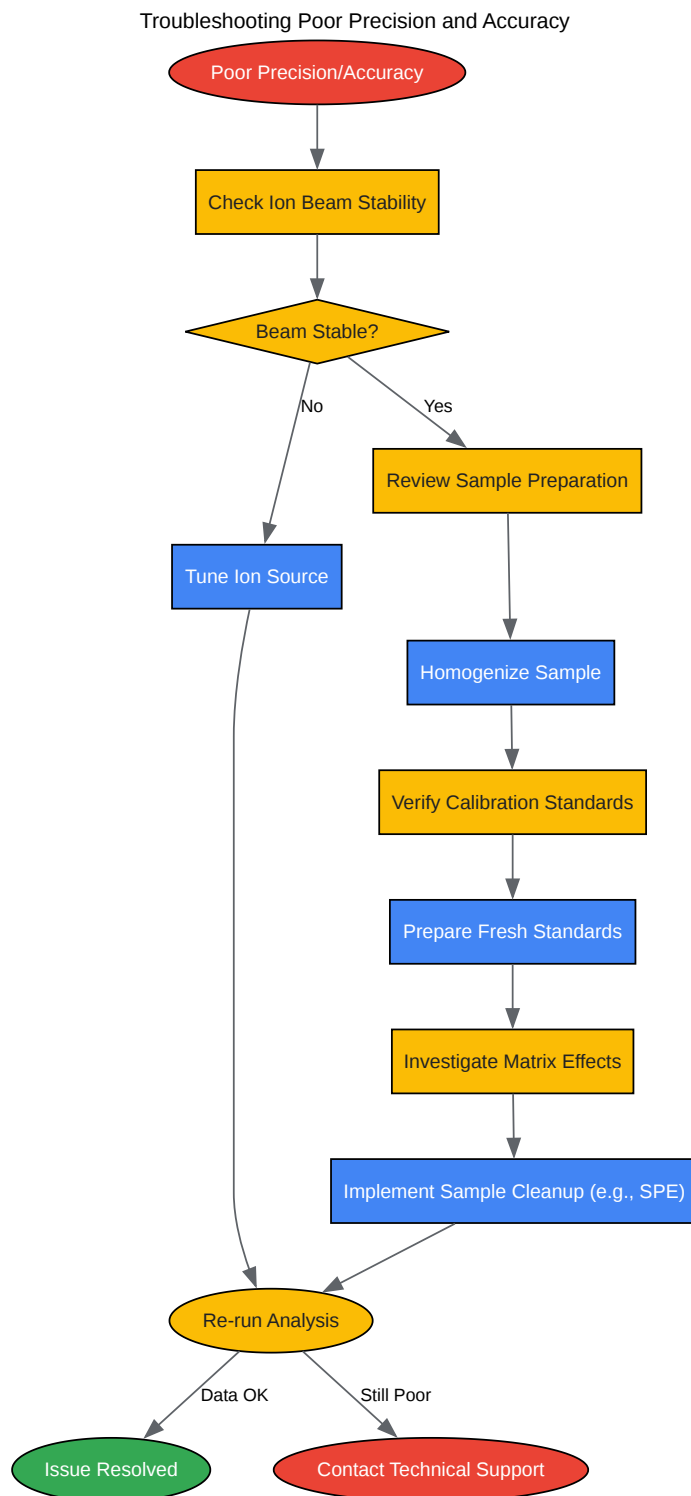 Troubleshooting Poor Precision and Accuracy
Poor Precision/Accuracy
Check Ion Beam Stability
Beam Stable?
No
Yes
Review Sample Preparation
Tune Ion Source
Homogenize Sample
Verify Calibration Standards
Prepare Fresh Standards
Investigate Matrix Effects
Implement Sample Cleanup (e.g., SPE)
Re-run Analysis
Data OK
Still Poor
Issue Resolved
Contact Technical Support